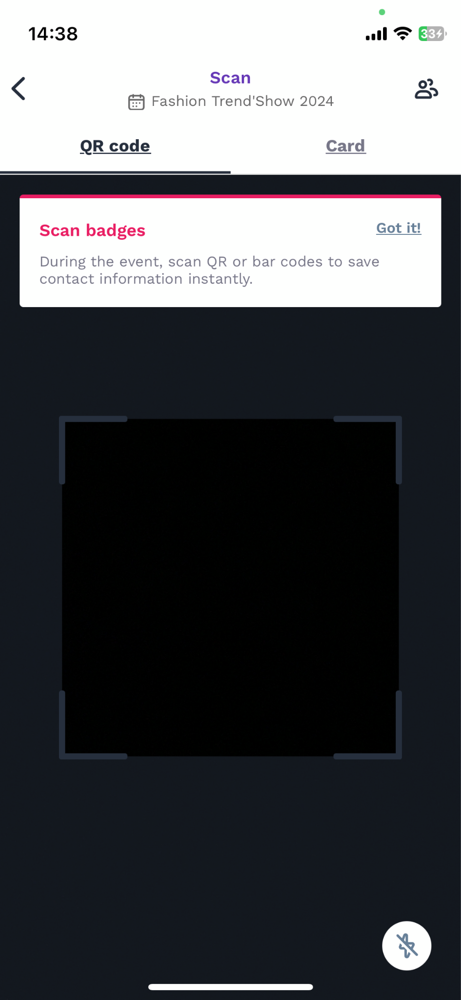 14:38
33
Scan
Fashion Trend'Show 2024
QR code
Card
Scan badges
Got it!
During the event, scan QR or bar codes to save
contact information instantly.